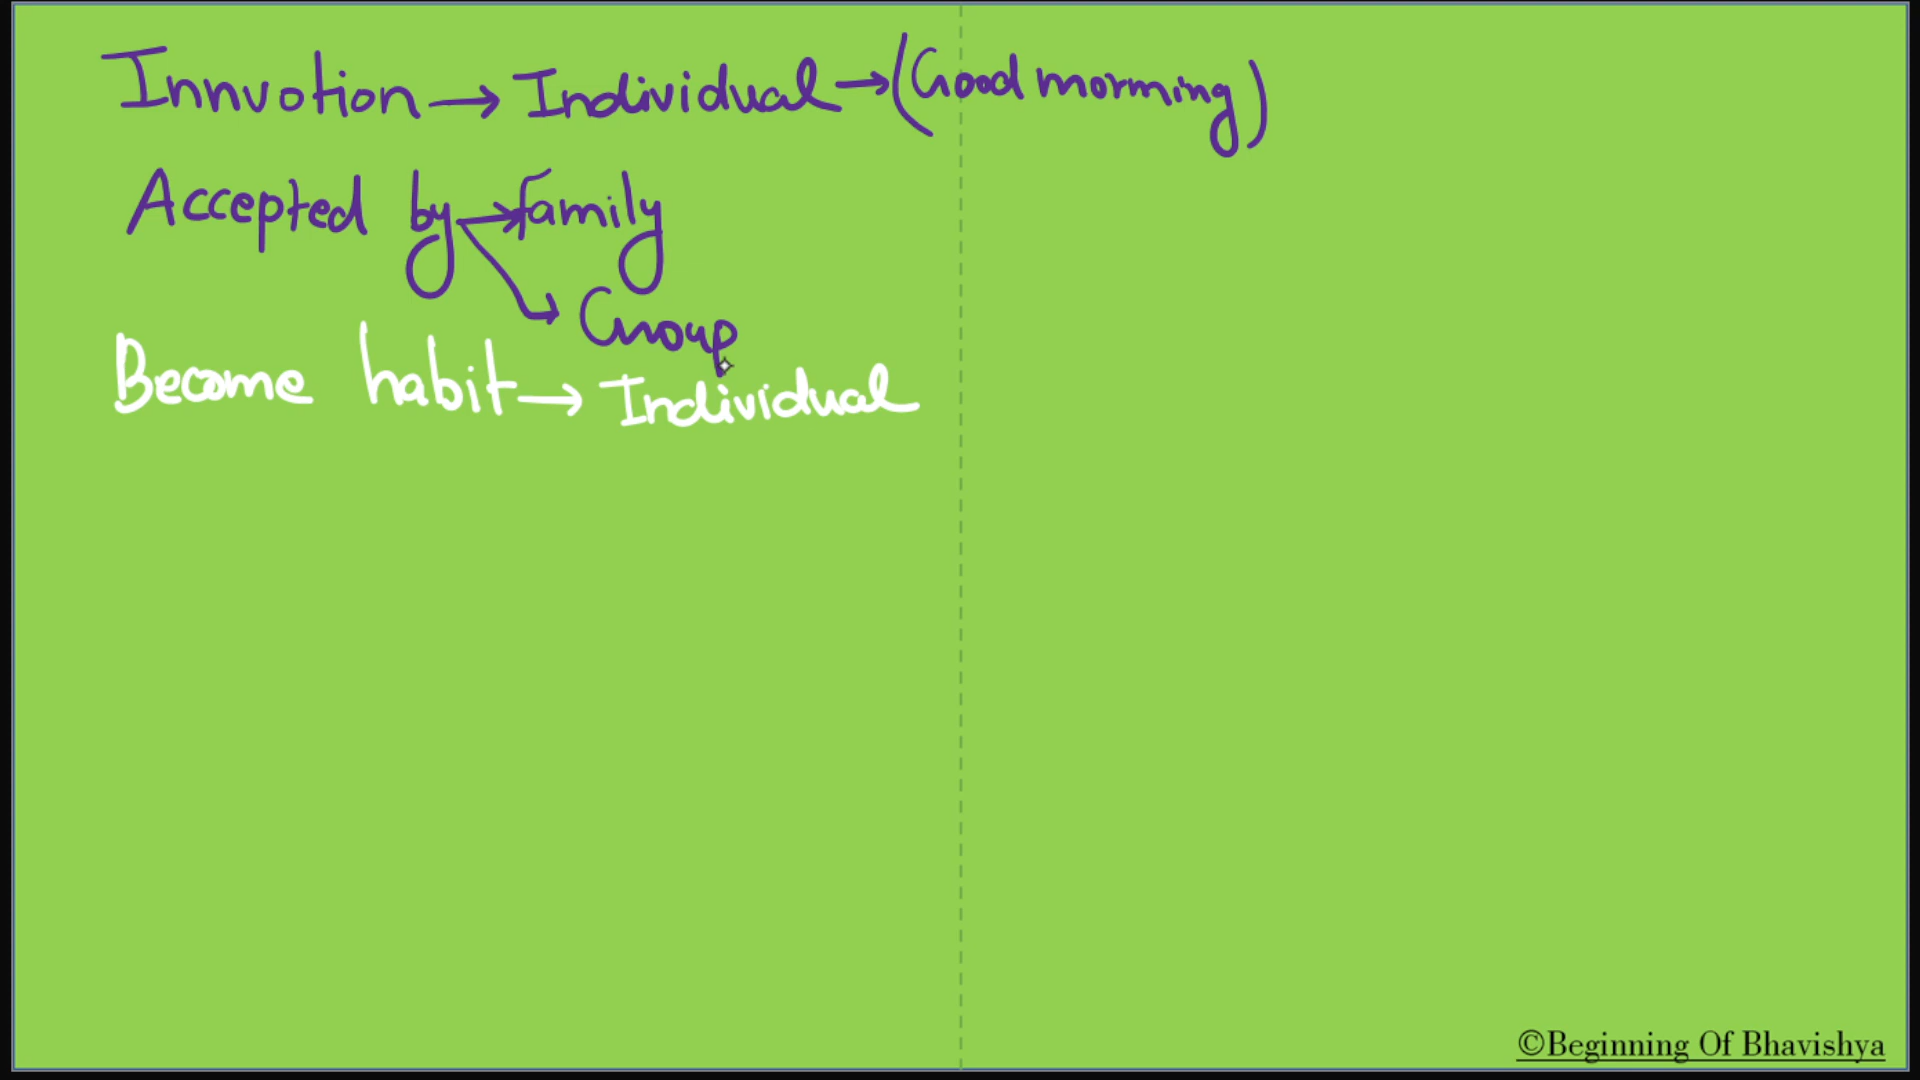 Innvotion → Individual → (Good morning)
Accepted by → family
→ Group
Become habit → Individual
©Beginning Of Bhavishya